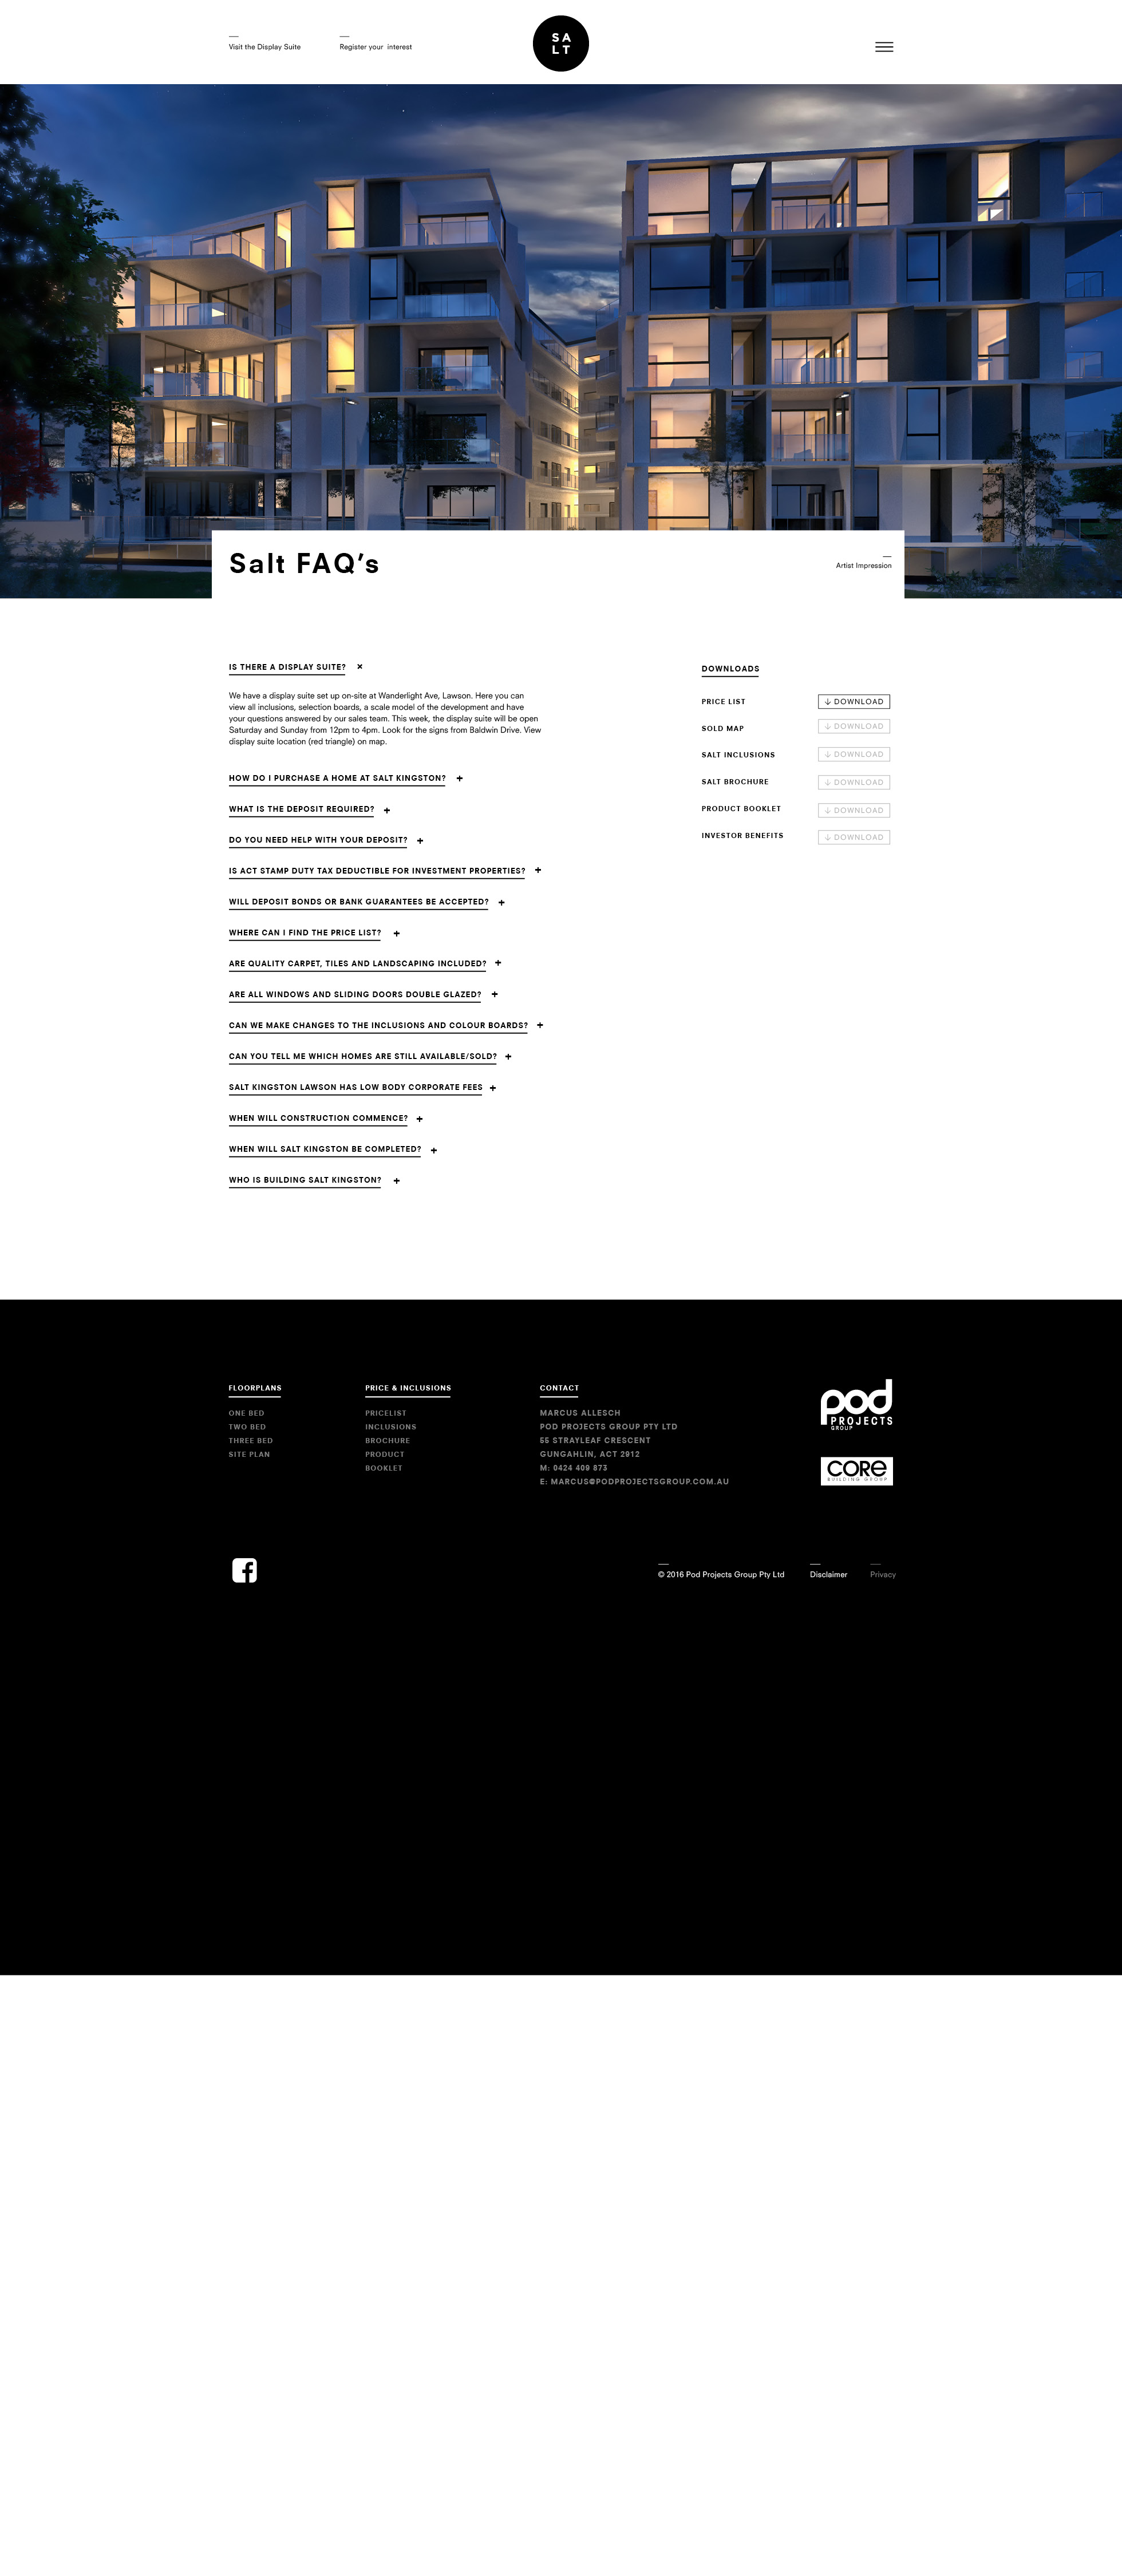 Visit the Display Suite
Register your interest
SA
LT
Salt FAQ's
Artist Impression
IS THERE A DISPLAY SUITE? ×
We have a display suite set up on-site at Wanderlight Ave, Lawson. Here you can
view all inclusions, selection boards, a scale model of the development and have
your questions answered by our sales team. This week, the display suite will be open
Saturday and Sunday from 12pm to 4pm. Look for the signs from Baldwin Drive. View
display suite location (red triangle) on map.
HOW DO I PURCHASE A HOME AT SALT KINGSTON? +
WHAT IS THE DEPOSIT REQUIRED? +
DO YOU NEED HELP WITH YOUR DEPOSIT? +
IS ACT STAMP DUTY TAX DEDUCTIBLE FOR INVESTMENT PROPERTIES? +
WILL DEPOSIT BONDS OR BANK GUARANTEES BE ACCEPTED? +
WHERE CAN I FIND THE PRICE LIST? +
ARE QUALITY CARPET, TILES AND LANDSCAPING INCLUDED? +
ARE ALL WINDOWS AND SLIDING DOORS DOUBLE GLAZED? +
CAN WE MAKE CHANGES TO THE INCLUSIONS AND COLOUR BOARDS? +
CAN YOU TELL ME WHICH HOMES ARE STILL AVAILABLE/SOLD? +
SALT KINGSTON LAWSON HAS LOW BODY CORPORATE FEES +
WHEN WILL CONSTRUCTION COMMENCE? +
WHEN WILL SALT KINGSTON BE COMPLETED? +
WHO IS BUILDING SALT KINGSTON? +
DOWNLOADS
PRICE LIST ↓ DOWNLOAD
SOLD MAP ↓ DOWNLOAD
SALT INCLUSIONS ↓ DOWNLOAD
SALT BROCHURE ↓ DOWNLOAD
PRODUCT BOOKLET ↓ DOWNLOAD
INVESTOR BENEFITS ↓ DOWNLOAD
FLOORPLANS
ONE BED
TWO BED
THREE BED
SITE PLAN
PRICE & INCLUSIONS
PRICELIST
INCLUSIONS
BROCHURE
PRODUCT
BOOKLET
CONTACT
MARCUS ALLESCH
POD PROJECTS GROUP PTY LTD
55 STRAYLEAF CRESCENT
GUNGAHLIN, ACT 2912
M: 0424 409 873
E: MARCUS@PODPROJECTSGROUP.COM.AU
pod
PROJECTS
GROUP
CORE
BUILDING GROUP
© 2016 Pod Projects Group Pty Ltd
Disclaimer
Privacy